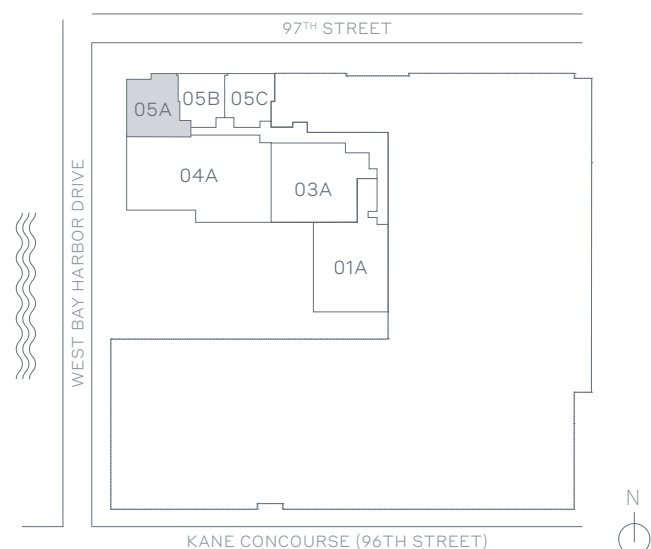 97TH STREET
05A
05B
05C
04A
03A
01A
WEST BAY HARBOR DRIVE
N
KANE CONCOURSE (96TH STREET)